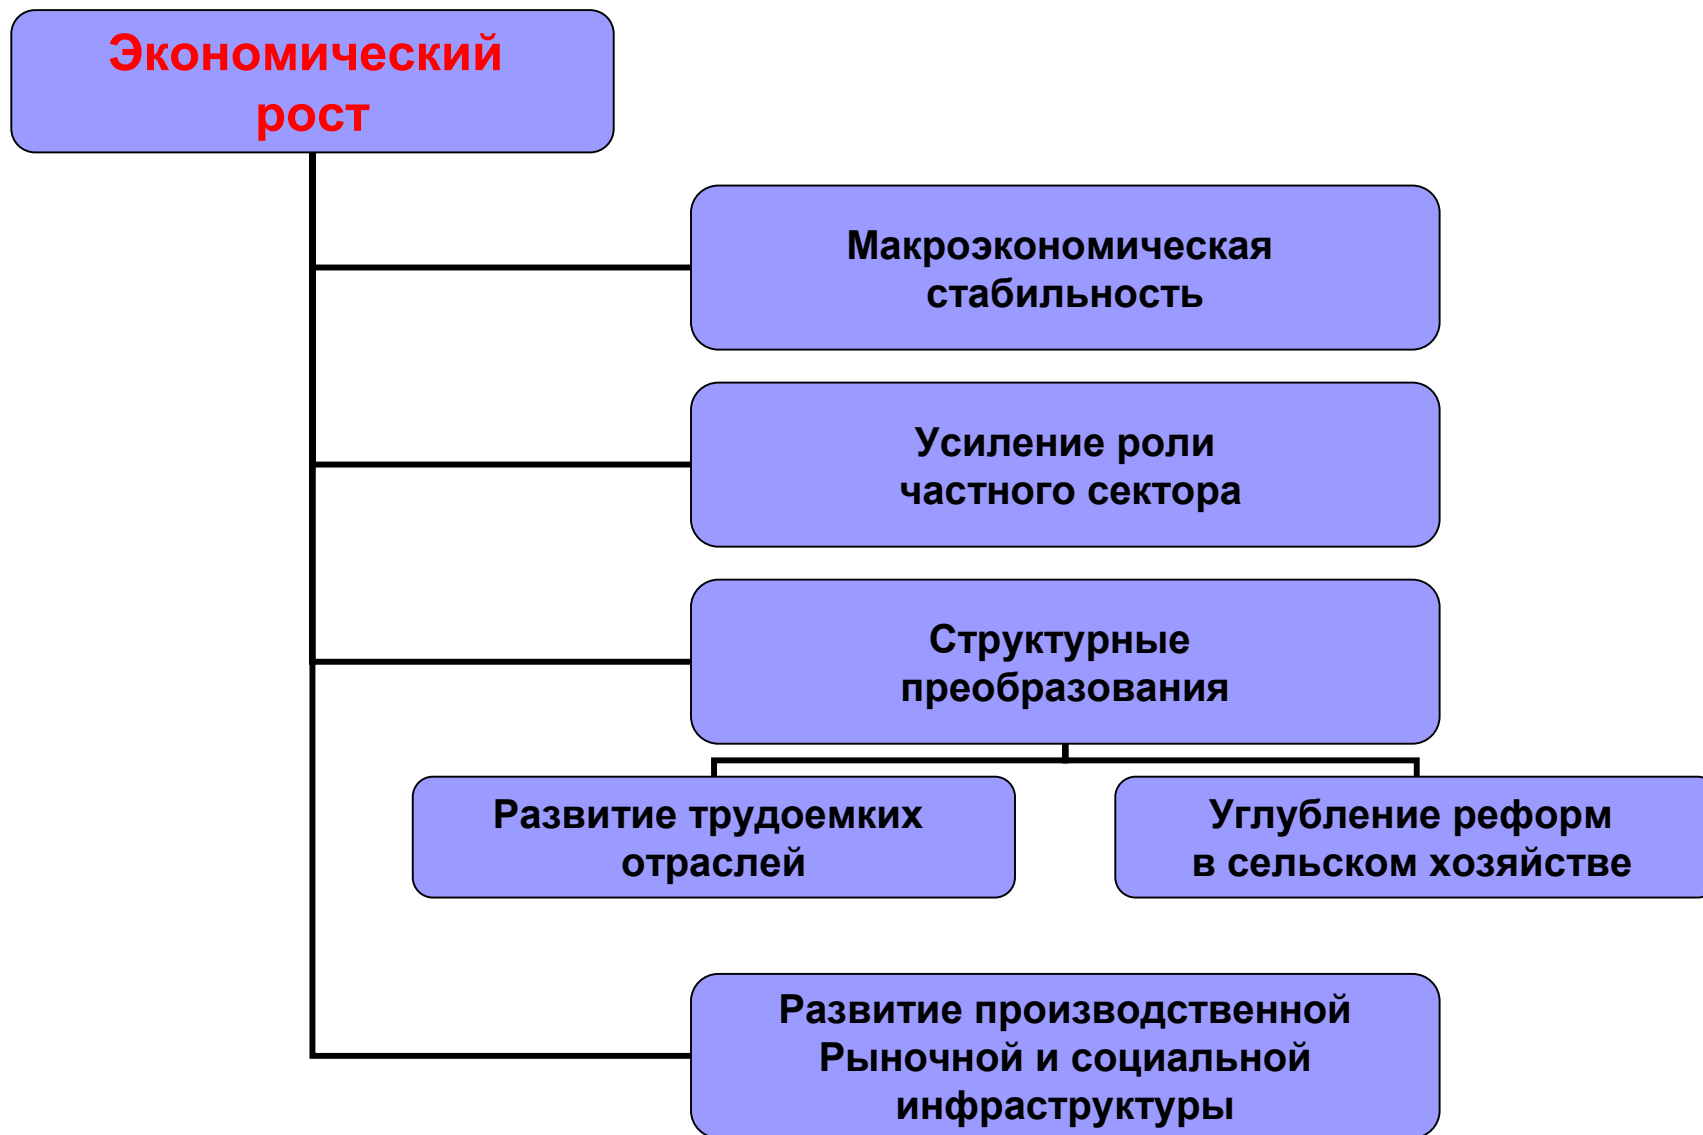 Экономический
рост
Макроэкономическая
стабильность
Усиление роли
частного сектора
Структурные
преобразования
Развитие трудоемких
отраслей
Углубление реформ
в сельском хозяйстве
Развитие производственной
Рыночной и социальной
инфраструктуры